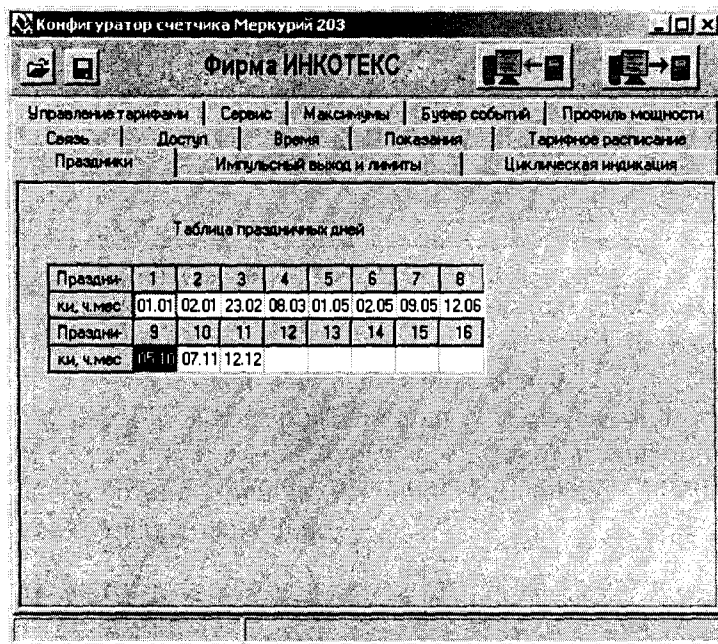 Конфигуратор счетчика Меркурий 203
Фирма ИНКОТЕКС
Управление тарифами Сервис Максимумы Буфер событий Профиль мощности
Связь Доступ Время Показания Тарифное расписание
Праздники Импульсный выход и лимиты Циклическая индикация
Таблица праздничных дней
Праздни- 1 2 3 4 5 6 7 8
ки, ч.мес 01.01 02.01 23.02 08.03 01.05 02.05 09.05 12.06
Праздни- 9 10 11 12 13 14 15 16
ки, ч.мес 05.10 07.11 12.12